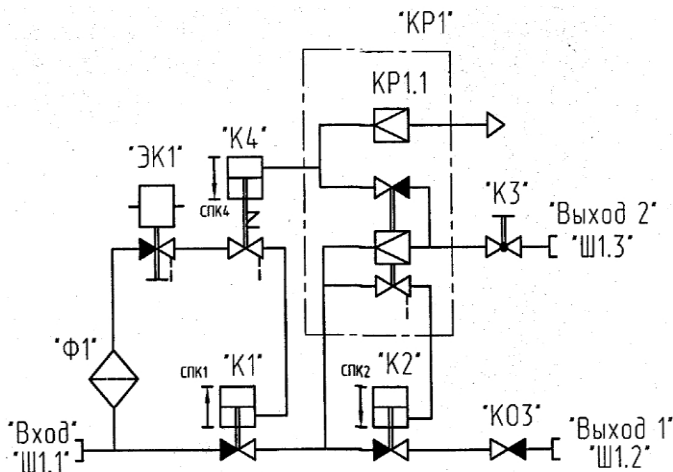 "КР1"
КР1.1
"ЭК1"
"К4"
СПК4
"К3"
"Выход 2"
"Ш1.3"
"Ф1"
СПК1
"К1"
СПК2
"К2"
"КО3"
"Вход"
"Ш1.1"
"Выход 1"
"Ш1.2"